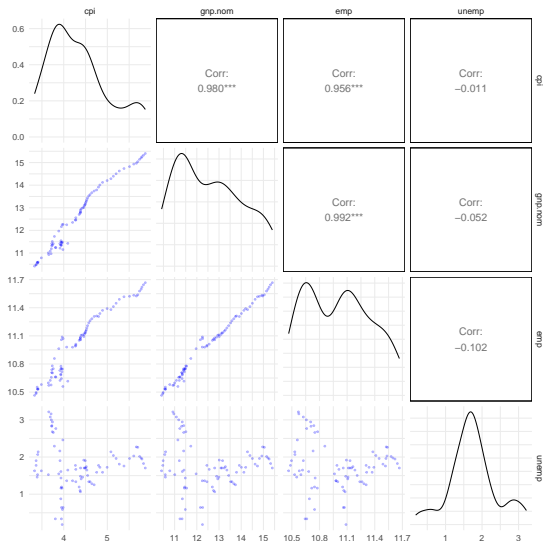 cpi gnp.nom emp unemp
0.6
0.4
0.2
0.0
Corr:
0.980***
Corr:
0.956***
Corr:
−0.011
cpi
15
14
13
12
11
Corr:
0.992***
Corr:
−0.052
gnp.nom
11.7
11.4
11.1
10.8
10.5
Corr:
−0.102
emp
3
2
1
unemp
4 5 11 12 13 14 15 10.5 10.8 11.1 11.4 11.7 1 2 3